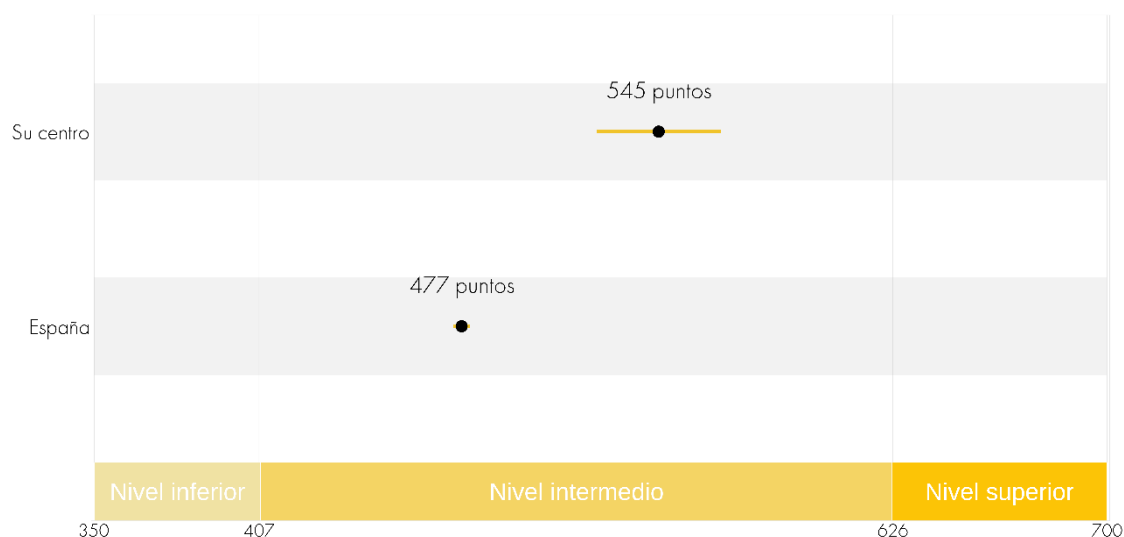 545 puntos
Su centro
477 puntos
España
Nivel inferior Nivel intermedio Nivel superior
350 407 626 700